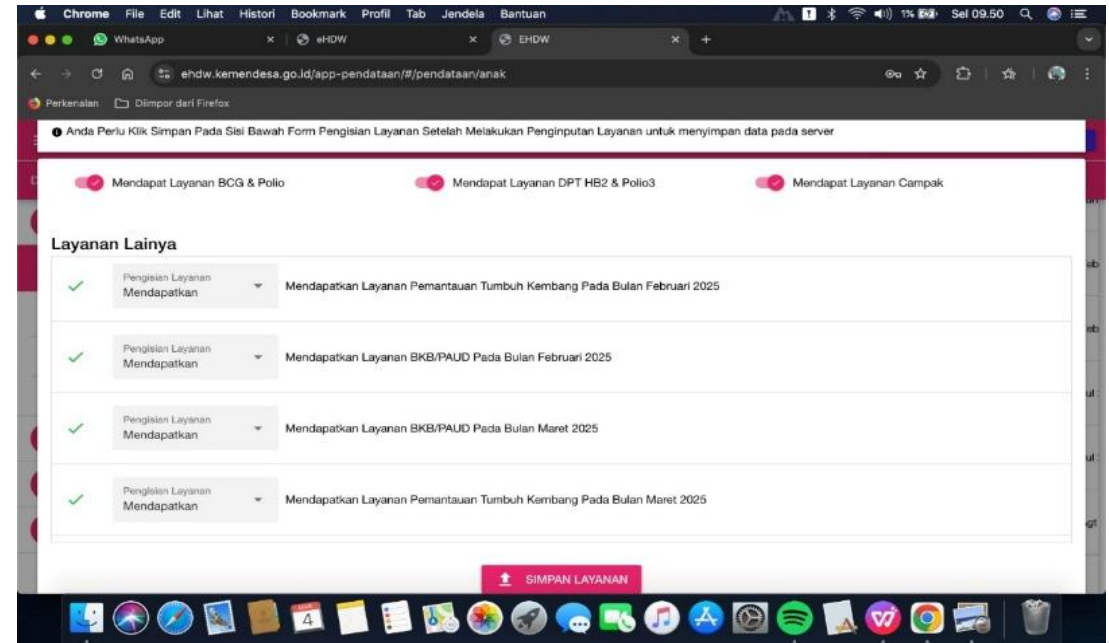 Chrome File Edit Lihat Histori Bookmark Profil Tab Jendela Bantuan 1% Sel 09.50
WhatsApp eHDW EHDW
ehdw.kemendesa.go.id/app-pendataan/#/pendataan/anak
Perkenalan Diimpor dari Firefox
Anda Perlu Klik Simpan Pada Sisi Bawah Form Pengisian Layanan Setelah Melakukan Penginputan Layanan untuk menyimpan data pada server
Mendapat Layanan BCG & Polio Mendapat Layanan DPT HB2 & Polio3 Mendapat Layanan Campak
Layanan Lainya
Pengisian Layanan
Mendapatkan
Mendapatkan Layanan Pemantauan Tumbuh Kembang Pada Bulan Februari 2025
Pengisian Layanan
Mendapatkan
Mendapatkan Layanan BKB/PAUD Pada Bulan Februari 2025
Pengisian Layanan
Mendapatkan
Mendapatkan Layanan BKB/PAUD Pada Bulan Maret 2025
Pengisian Layanan
Mendapatkan
Mendapatkan Layanan Pemantauan Tumbuh Kembang Pada Bulan Maret 2025
SIMPAN LAYANAN
4